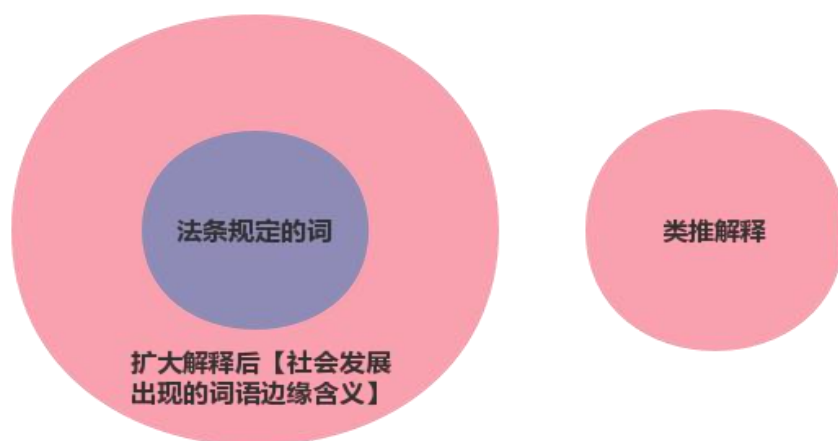 法条规定的词
类推解释
扩大解释后【社会发展
出现的词语边缘含义】